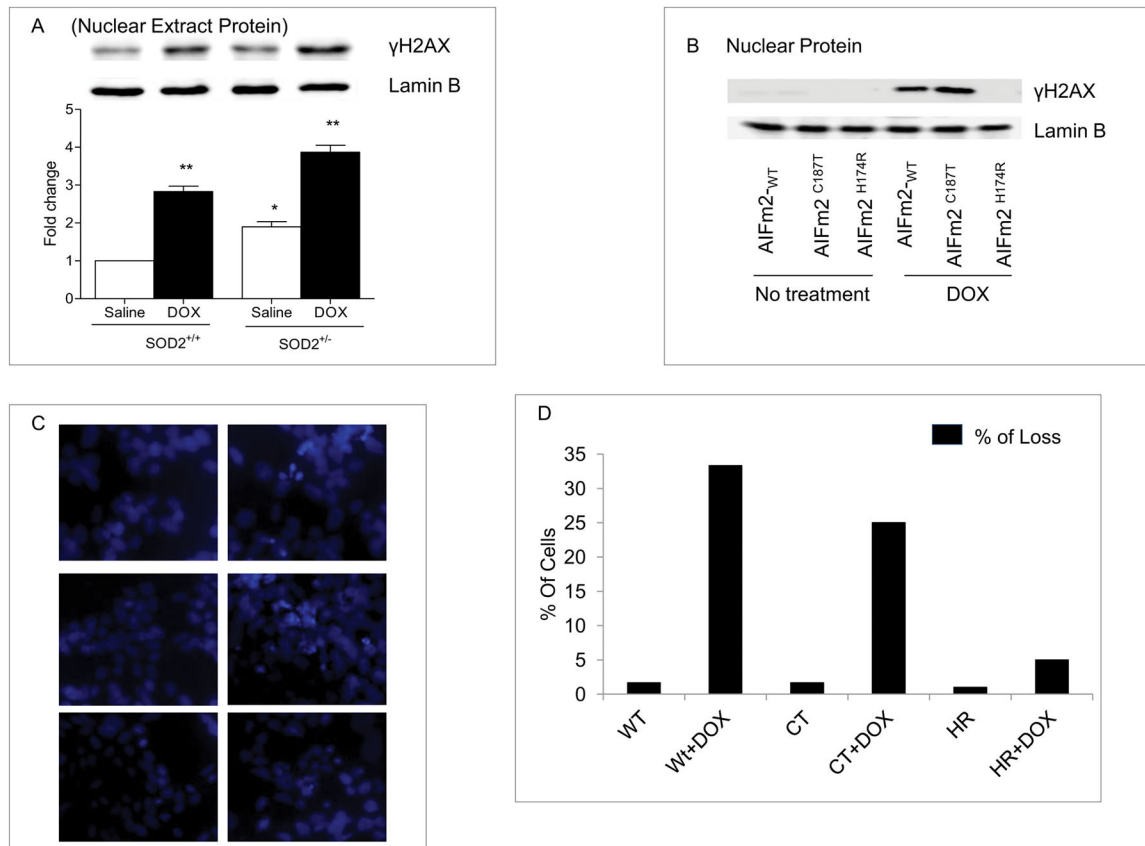 A (Nuclear Extract Protein)
γH2AX
Lamin B
Fold change
5
4
3
2
1
0
**
*
**
Saline DOX Saline DOX
SOD2+/+ SOD2+/-
B Nuclear Protein
γH2AX
Lamin B
AIFm2-WT
AIFm2 C187T
AIFm2 H174R
AIFm2-WT
AIFm2 C187T
AIFm2 H174R
No treatment DOX
C
D
% of Loss
% Of Cells
35
30
25
20
15
10
5
0
WT
Wt+DOX
CT
CT+DOX
HR
HR+DOX